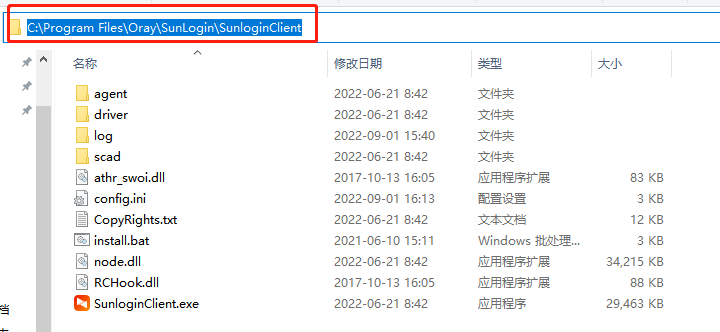 C:\Program Files\Oray\SunLogin\SunloginClient
名称 修改日期 类型 大小
agent 2022-06-21 8:42 文件夹
driver 2022-06-21 8:42 文件夹
log 2022-09-01 15:40 文件夹
scad 2022-06-21 8:42 文件夹
athr_swoi.dll 2017-10-13 16:05 应用程序扩展 83 KB
config.ini 2022-09-01 16:13 配置设置 3 KB
CopyRights.txt 2022-06-21 8:42 文本文档 12 KB
install.bat 2021-06-10 15:11 Windows 批处理... 3 KB
node.dll 2022-06-21 8:42 应用程序扩展 34,215 KB
RCHook.dll 2017-10-13 16:05 应用程序扩展 88 KB
档 SunloginClient.exe 2022-06-21 8:42 应用程序 29,463 KB